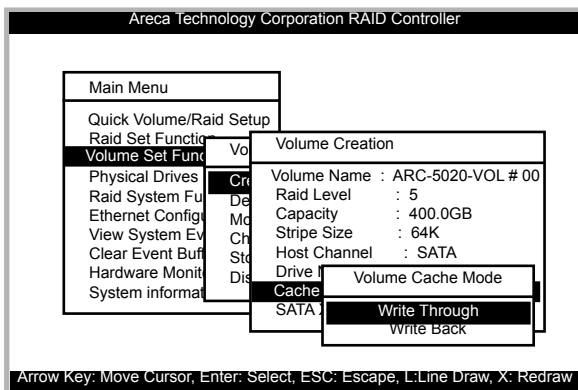 Areca Technology Corporation RAID Controller
Main Menu
Quick Volume/Raid Setup
Raid Set Function
Volume Set Func
Physical Drives
Raid System Fu
Ethernet Configu
View System Ev
Clear Event Buff
Hardware Monit
System informat
Vo
Cre
De
Mo
Ch
Sto
Dis
Volume Creation
Volume Name : ARC-5020-VOL # 00
Raid Level : 5
Capacity : 400.0GB
Stripe Size : 64K
Host Channel : SATA
Drive
Cache
SATA
Volume Cache Mode
Write Through
Write Back
Arrow Key: Move Cursor, Enter: Select, ESC: Escape, L:Line Draw, X: Redraw